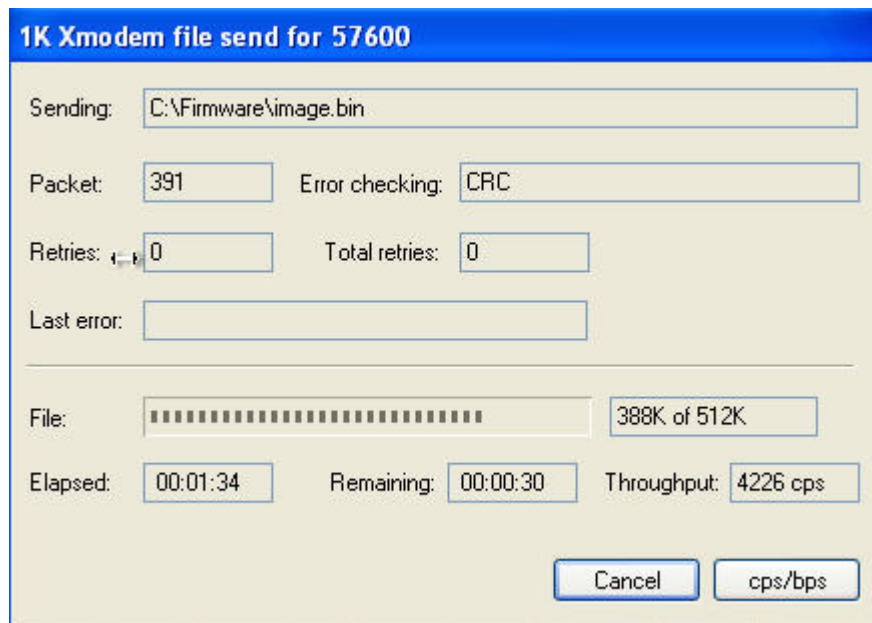 1K Xmodem file send for 57600
Sending: C:\Firmware\image.bin
Packet: 391 Error checking: CRC
Retries: 0 Total retries: 0
Last error:
File: 388K of 512K
Elapsed: 00:01:34 Remaining: 00:00:30 Throughput: 4226 cps
Cancel cps/bps